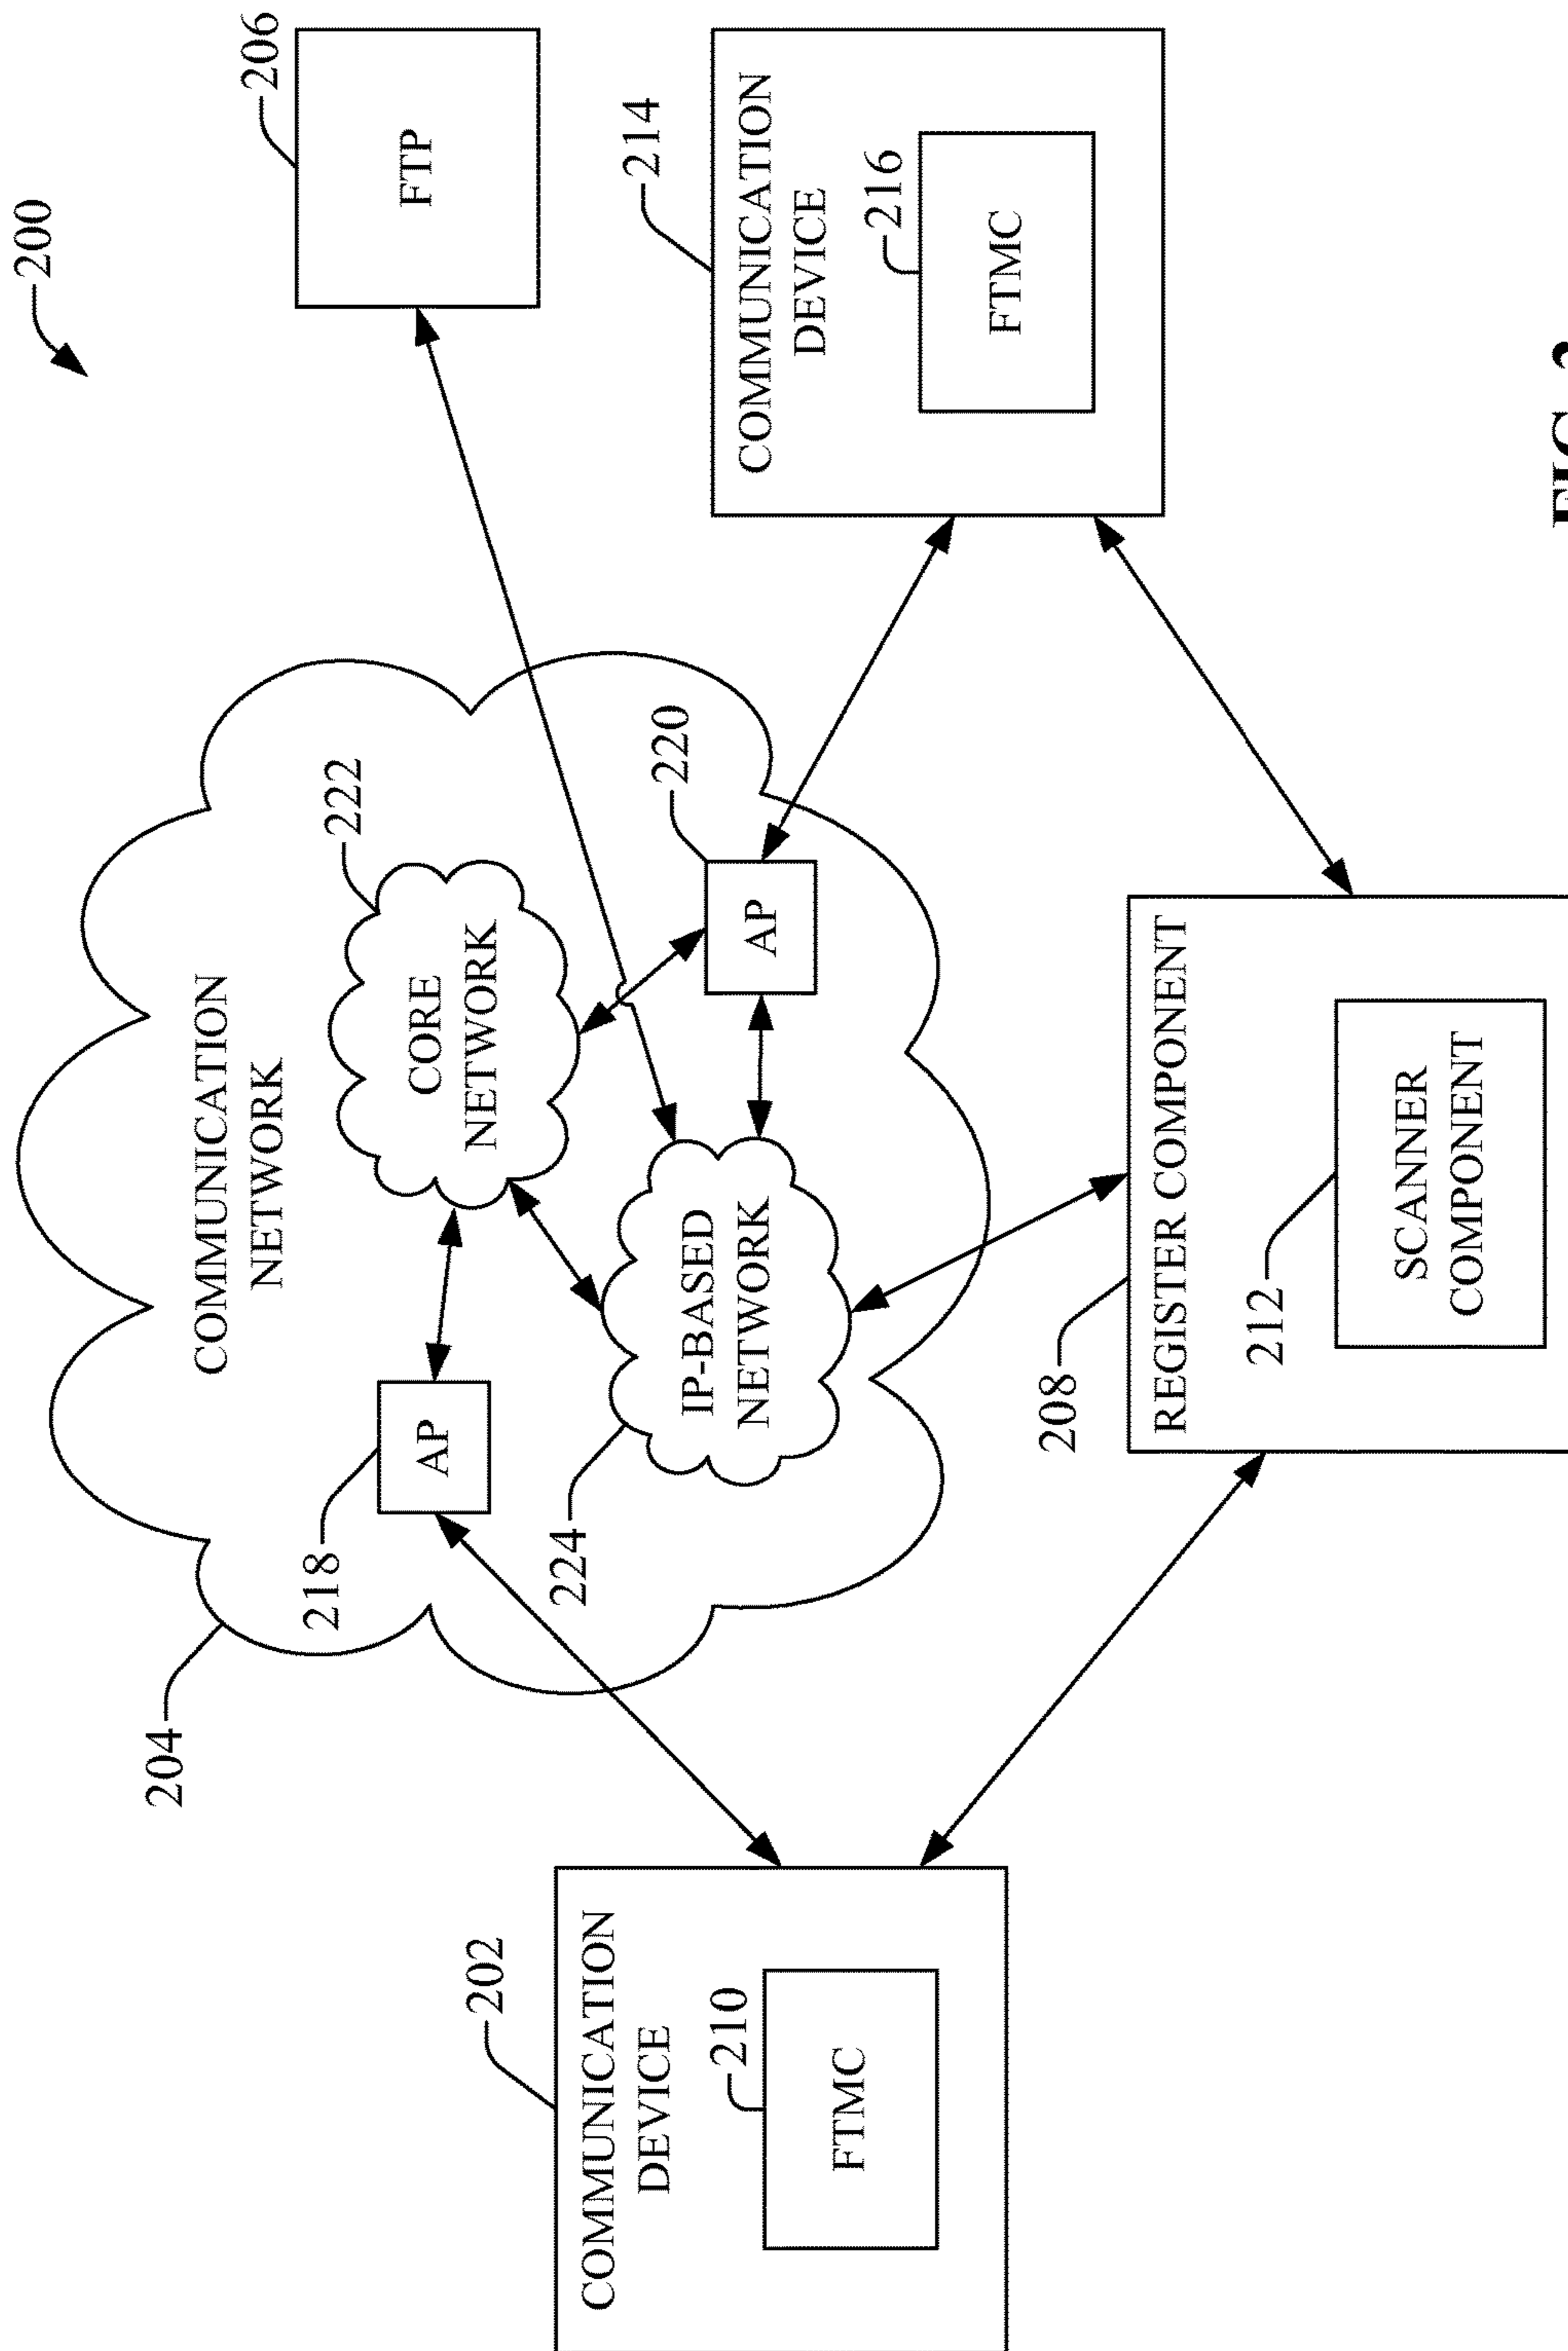 200
204
COMMUNICATION
NETWORK
206
FTP
218
AP
222
CORE
NETWORK
202
COMMUNICATION
DEVICE
210
FTMC
224
IP-BASED
NETWORK
220
AP
214
COMMUNICATION
DEVICE
216
FTMC
208
REGISTER COMPONENT
212
SCANNER
COMPONENT
FIG.